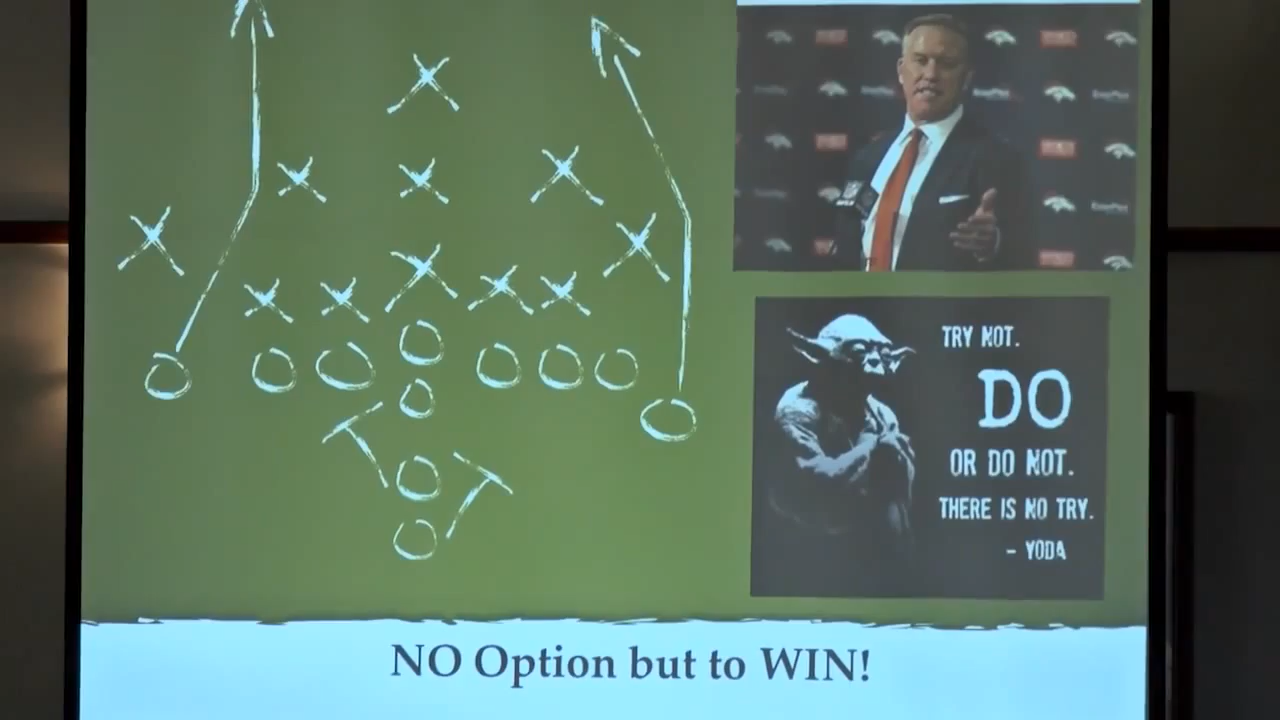 TRY NOT.
DO
OR DO NOT.
THERE IS NO TRY.
- YODA
NO Option but to WIN!